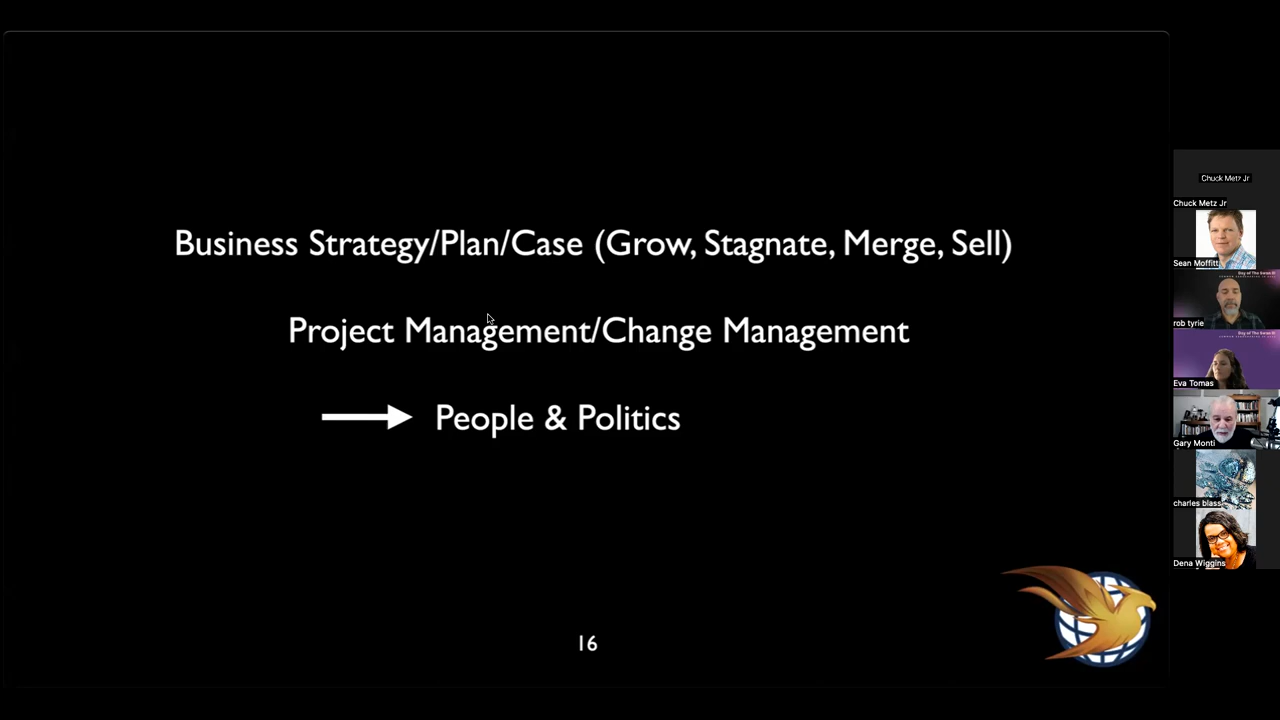 Business Strategy/Plan/Case (Grow, Stagnate, Merge, Sell)
Project Management/Change Management
People & Politics
16
Chuck Metz Jr
Chuck Metz Jr
Sean Moffitt
rob tyrie
Eva Tomas
Gary Monti
charles blass
Dena Wiggins